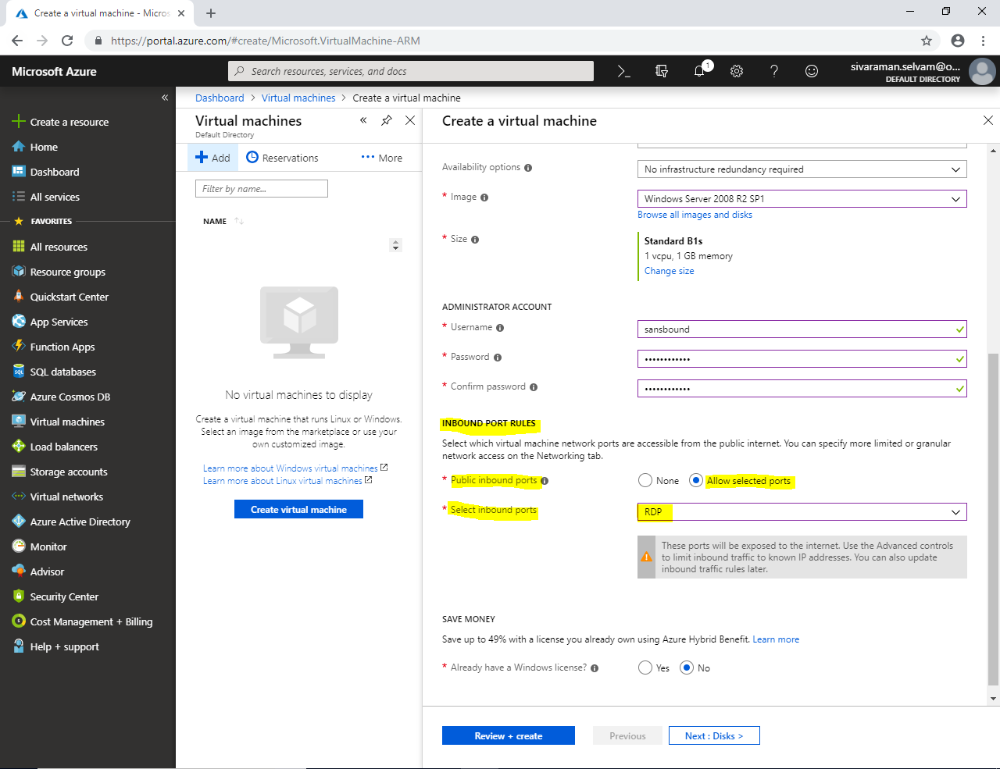 Create a virtual machine - Micros
https://portal.azure.com/#create/Microsoft.VirtualMachine-ARM
Microsoft Azure
Search resources, services, and docs
1
sivaraman.selvam@o...
DEFAULT DIRECTORY
Create a resource
Home
Dashboard
All services
FAVORITES
All resources
Resource groups
Quickstart Center
App Services
Function Apps
SQL databases
Azure Cosmos DB
Virtual machines
Load balancers
Storage accounts
Virtual networks
Azure Active Directory
Monitor
Advisor
Security Center
Cost Management + Billing
Help + support
Dashboard > Virtual machines > Create a virtual machine
Virtual machines
Default Directory
Add
Reservations
More
Filter by name...
NAME
No virtual machines to display
Create a virtual machine that runs Linux or Windows.
Select an image from the marketplace or use your
own customized image.
Learn more about Windows virtual machines
Learn more about Linux virtual machines
Create virtual machine
Create a virtual machine
Availability options
No infrastructure redundancy required
* Image
Windows Server 2008 R2 SP1
Browse all images and disks
* Size
Standard B1s
1 vcpu, 1 GB memory
Change size
ADMINISTRATOR ACCOUNT
* Username
sansbound
* Password
••••••••••••
* Confirm password
••••••••••••
INBOUND PORT RULES
Select which virtual machine network ports are accessible from the public internet. You can specify more limited or granular
network access on the Networking tab.
* Public inbound ports
None
Allow selected ports
* Select inbound ports
RDP
These ports will be exposed to the internet. Use the Advanced controls
to limit inbound traffic to known IP addresses. You can also update
inbound traffic rules later.
SAVE MONEY
Save up to 49% with a license you already own using Azure Hybrid Benefit. Learn more
* Already have a Windows license?
Yes
No
Review + create
Previous
Next : Disks >